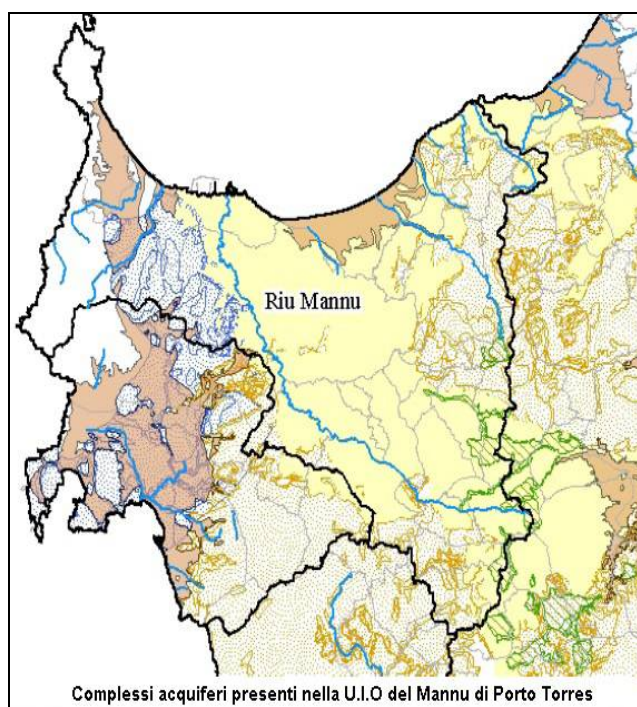 Riu Mannu
Complessi acquiferi presenti nella U.I.O del Mannu di Porto Torres